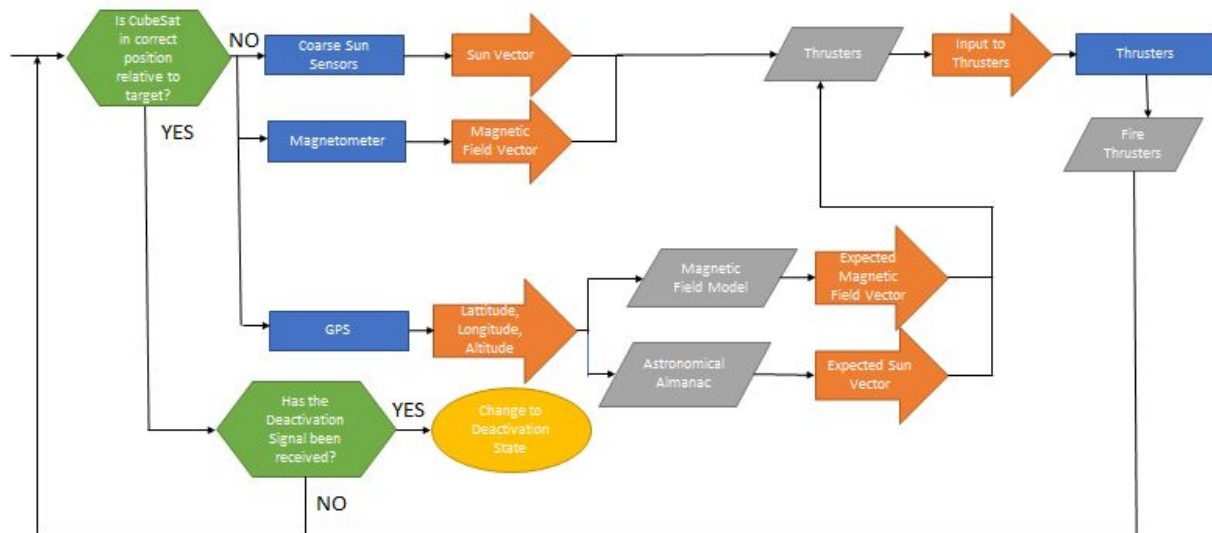 Is CubeSat
in correct
position
relative to
target?
NO
Coarse Sun
Sensors
Sun Vector
Thrusters
Input to
Thrusters
Thrusters
YES
Magnetometer
Magnetic
Field Vector
Fire
Thrusters
Magnetic
Field Model
Expected
Magnetic
Field Vector
GPS
Lattitude,
Longitude,
Altitude
Astronomical
Almanac
Expected Sun
Vector
Has the
Deactivation
Signal been
received?
YES
Change to
Deactivation
State
NO